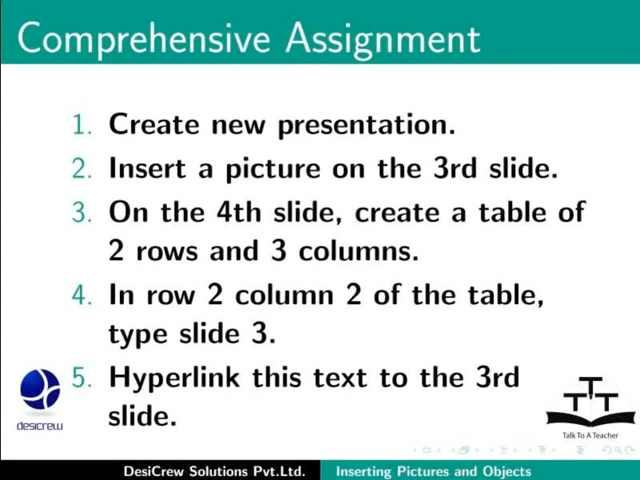 Comprehensive Assignment
1. Create new presentation.
2. Insert a picture on the 3rd slide.
3. On the 4th slide, create a table of
2 rows and 3 columns.
4. In row 2 column 2 of the table,
type slide 3.
5. Hyperlink this text to the 3rd
slide.
desicrew
TTT
Talk To A Teacher
DesiCrew Solutions Pvt.Ltd. Inserting Pictures and Objects